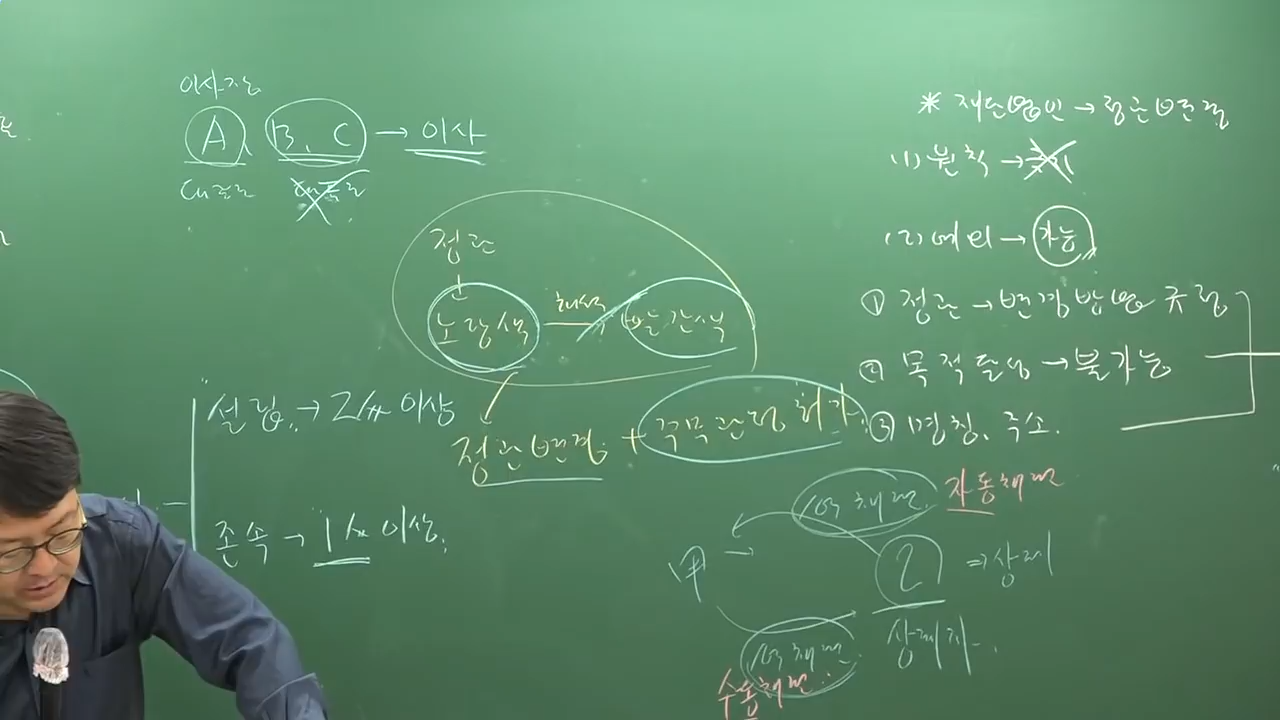 A, B, C → 이사
정관
노랑색 → 빨간색
설립 → 2人 이상
정관변경 + 주무관청 허가
존속 → 1人 이상
* 재단법인 → 정관변경
(1) 원칙 →
(2) 예외 → 가능
① 정관 → 변경방법 규정
② 목적달성 → 불가능
③ 명칭, 주소.
채권 자동채권
甲 → 乙 ⇒ 상계
채권 상계자
수동채권